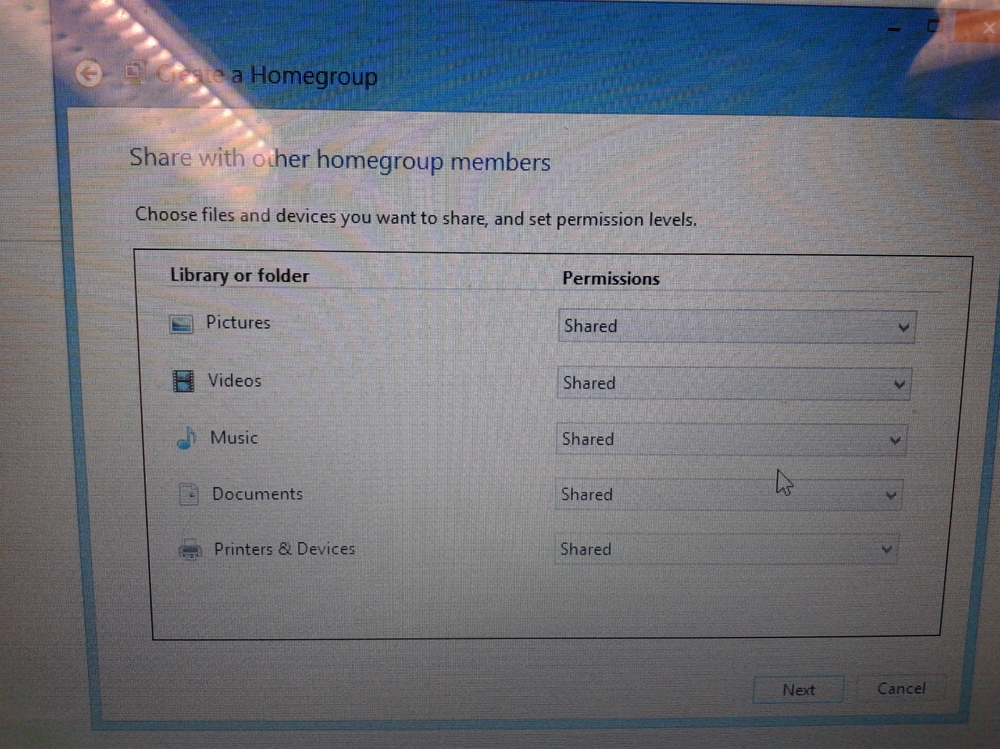 Create a Homegroup
Share with other homegroup members
Choose files and devices you want to share, and set permission levels.
Library or folder Permissions
Pictures Shared
Videos Shared
Music Shared
Documents Shared
Printers & Devices Shared
Next Cancel